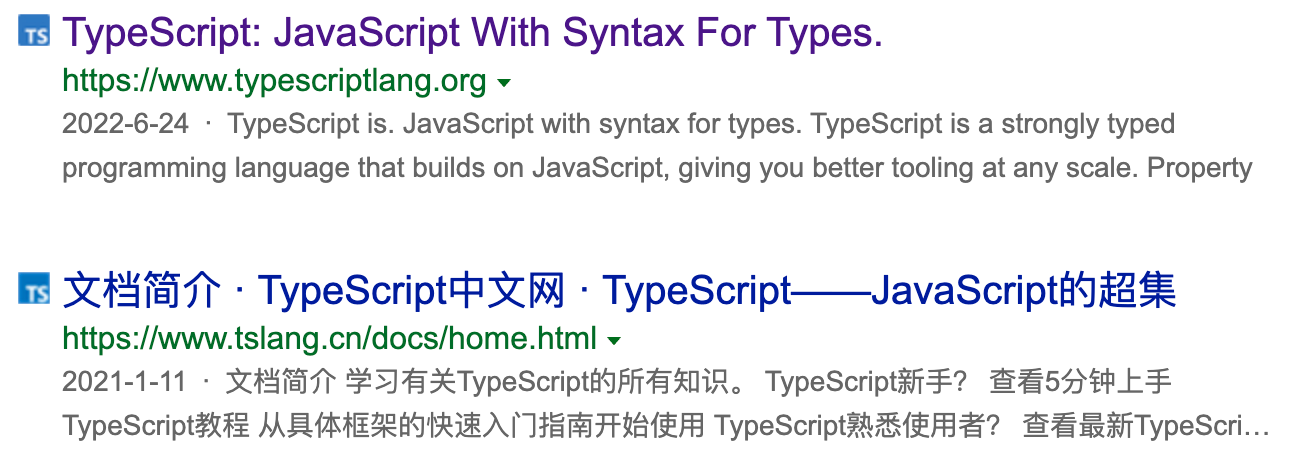 TS TypeScript: JavaScript With Syntax For Types.
https://www.typescriptlang.org
2022-6-24 · TypeScript is. JavaScript with syntax for types. TypeScript is a strongly typed
programming language that builds on JavaScript, giving you better tooling at any scale. Property
TS 文档简介 · TypeScript中文网 · TypeScript——JavaScript的超集
https://www.tslang.cn/docs/home.html
2021-1-11 · 文档简介 学习有关TypeScript的所有知识。 TypeScript新手? 查看5分钟上手
TypeScript教程 从具体框架的快速入门指南开始使用 TypeScript熟悉使用者? 查看最新TypeScri…